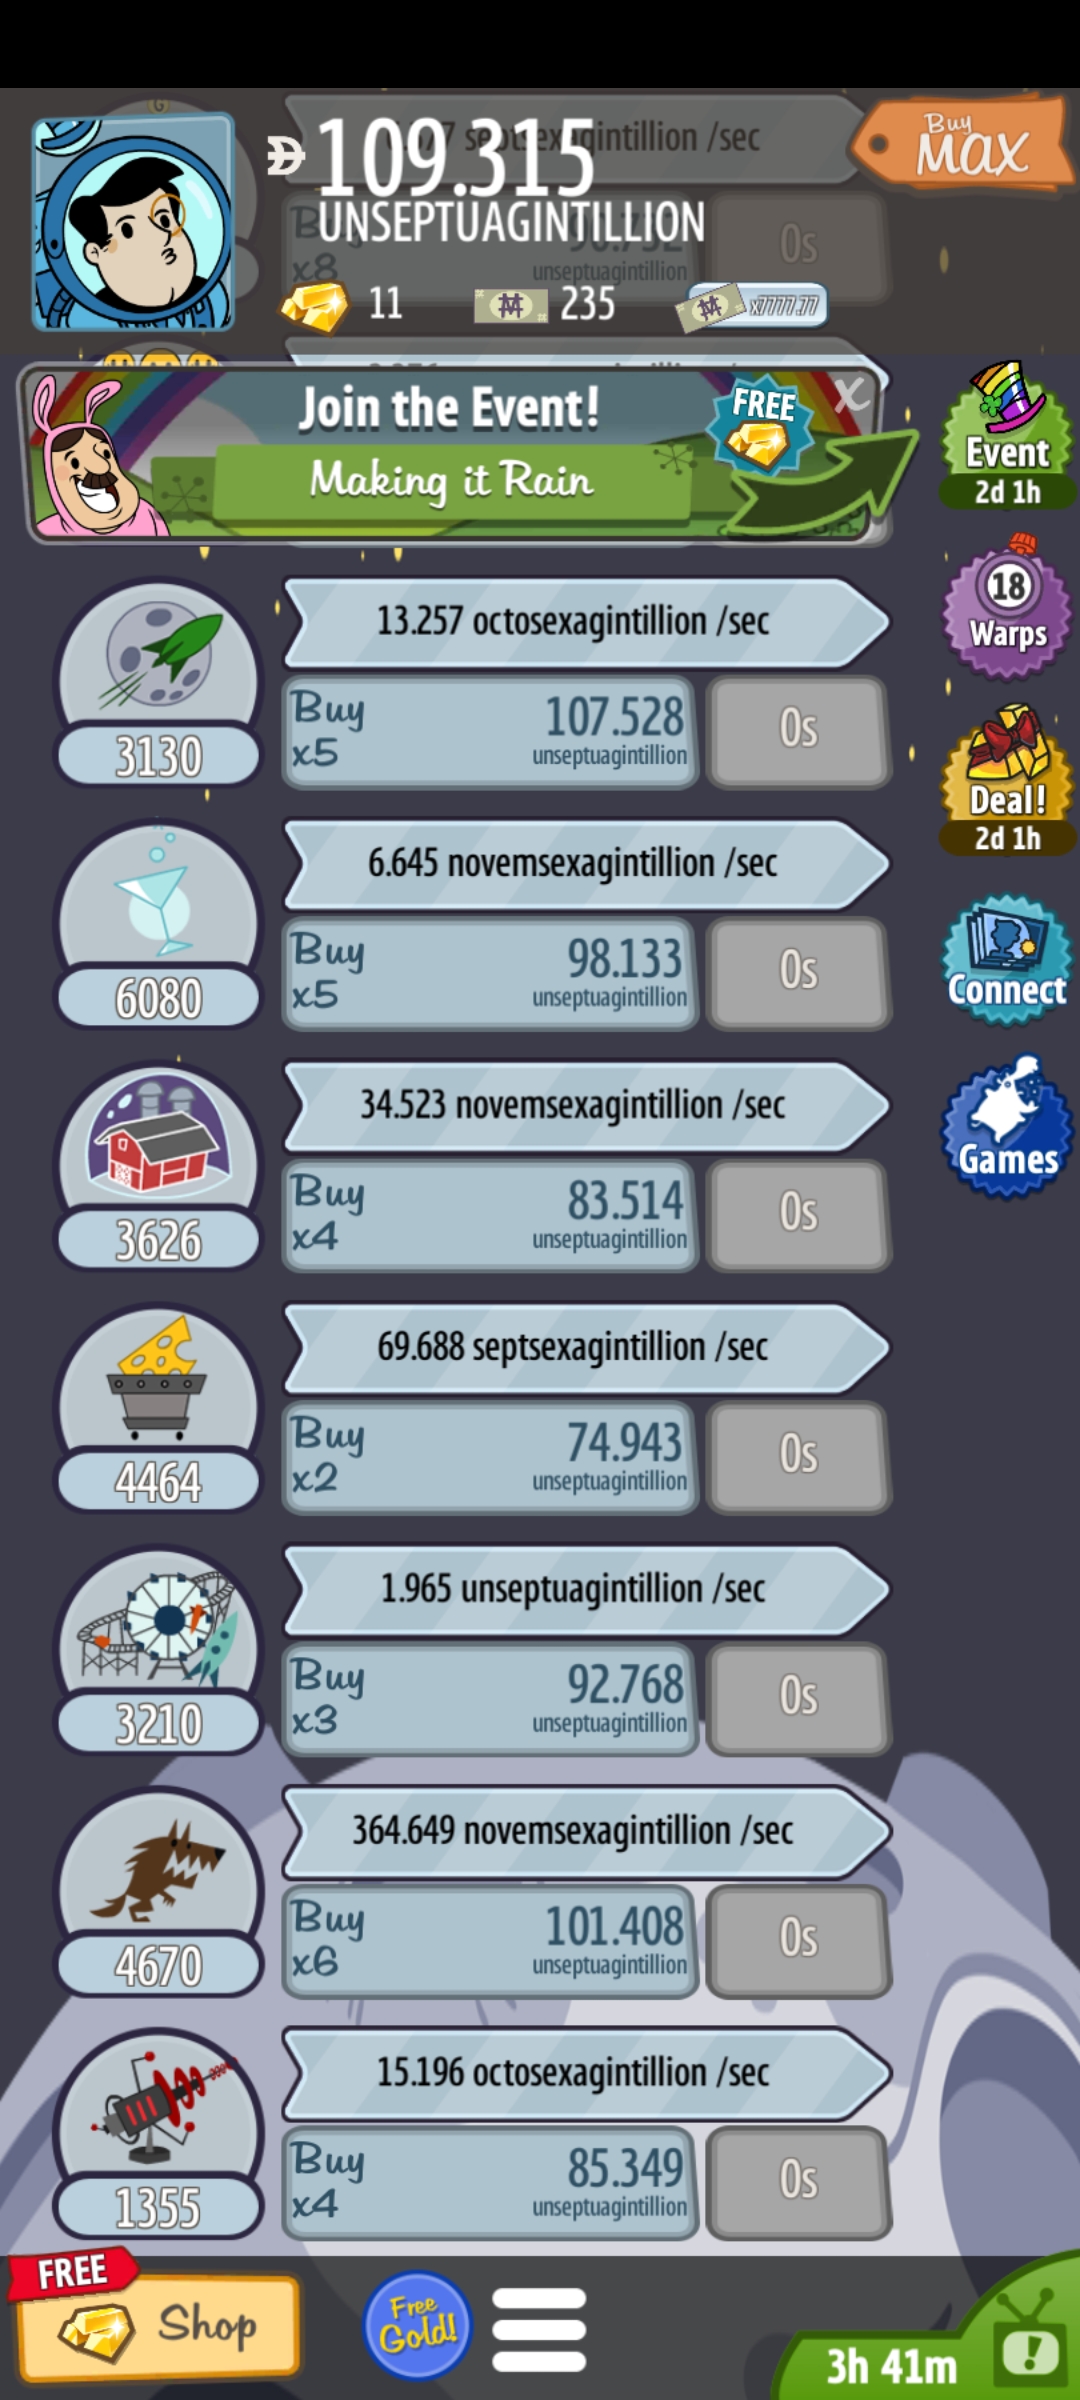 109.315
UNSEPTUAGINTILLION
Buy
MAX
septsexagintillion /sec
x8
unseptuagintillion
0s
11
235
x7777.77
Join the Event!
Making it Rain
FREE
X
Event
2d 1h
13.257 octosexagintillion /sec
Buy
x5
107.528
unseptuagintillion
0s
3130
18
Warps
Deal!
2d 1h
6.645 novemsexagintillion /sec
Buy
x5
98.133
unseptuagintillion
0s
6080
Connect
34.523 novemsexagintillion /sec
Buy
x4
83.514
unseptuagintillion
0s
3626
Games
69.688 septsexagintillion /sec
Buy
x2
74.943
unseptuagintillion
0s
4464
1.965 unseptuagintillion /sec
Buy
x3
92.768
unseptuagintillion
0s
3210
364.649 novemsexagintillion /sec
Buy
x6
101.408
unseptuagintillion
0s
4670
15.196 octosexagintillion /sec
Buy
x4
85.349
unseptuagintillion
0s
1355
FREE
Shop
Free
Gold!
3h 41m
!